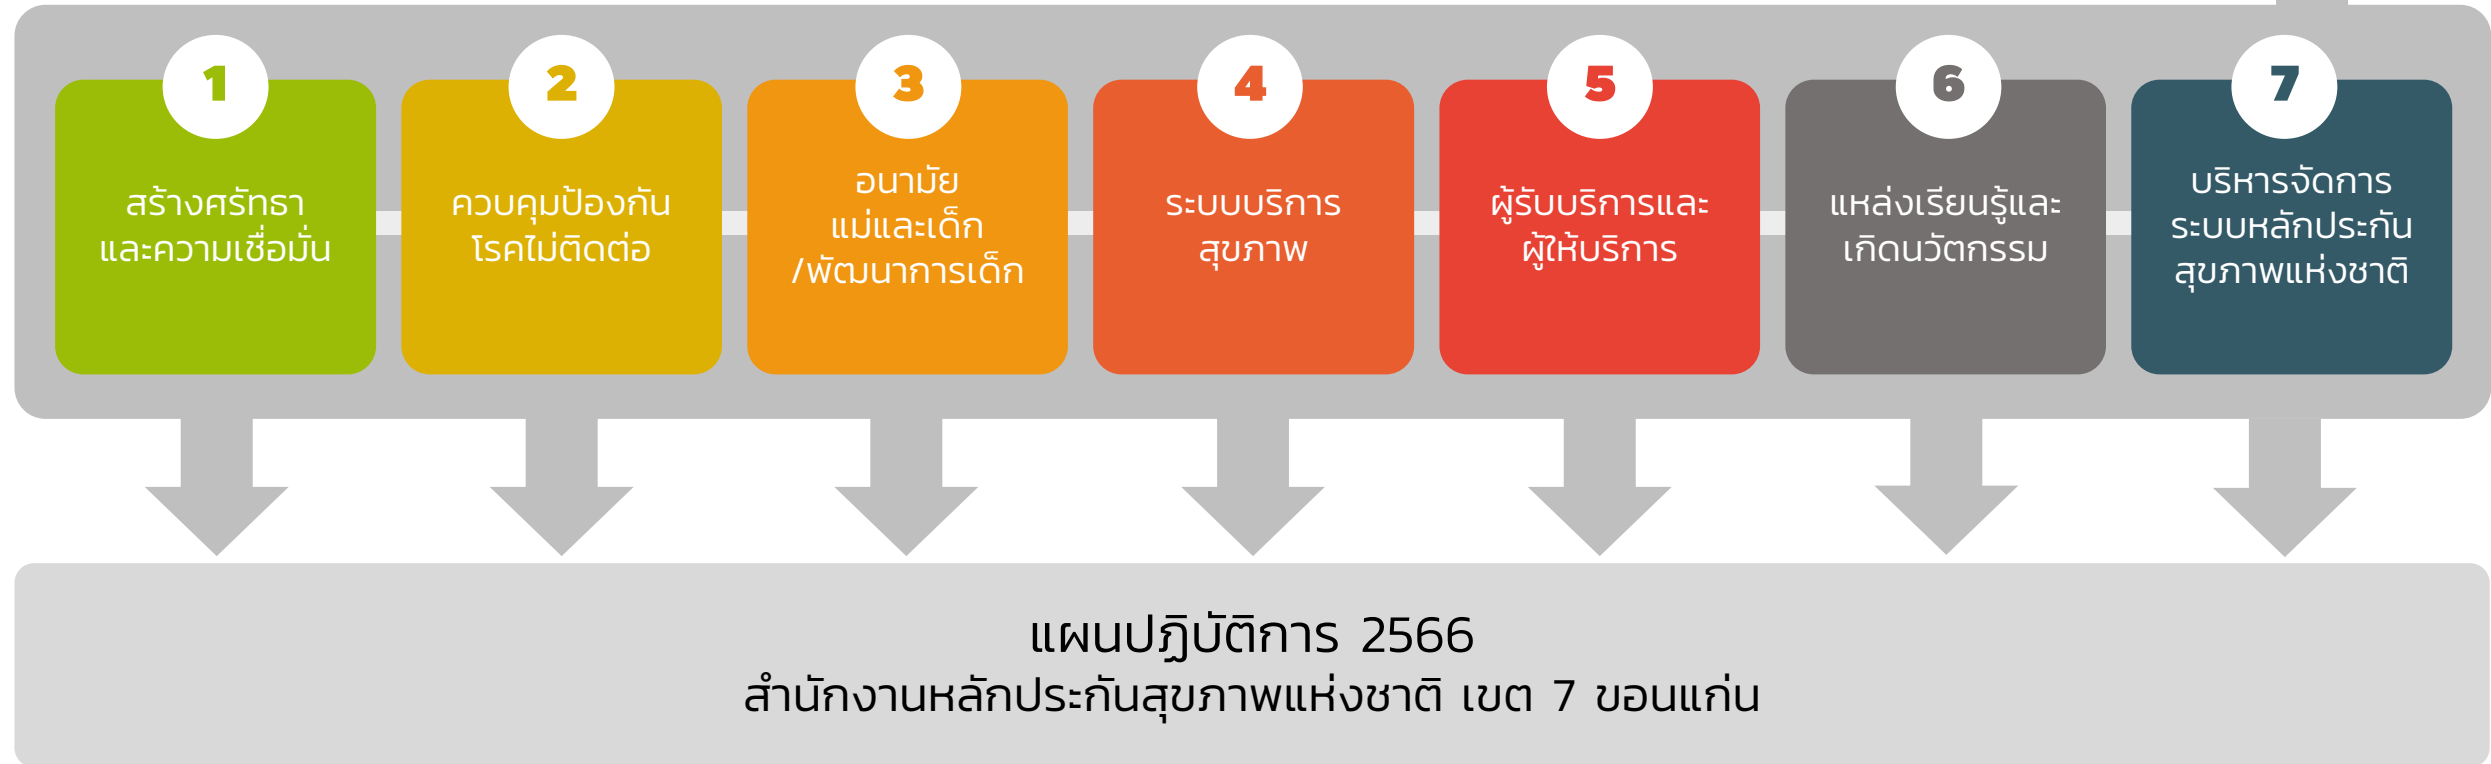 1
สร้างศรัทธา
และความเชื่อมั่น
2
ควบคุมป้องกัน
โรคไม่ติดต่อ
3
อนามัย
แม่และเด็ก
/พัฒนาการเด็ก
4
ระบบบริการ
สุขภาพ
5
ผู้รับบริการและ
ผู้ให้บริการ
6
แหล่งเรียนรู้และ
เกิดนวัตกรรม
7
บริหารจัดการ
ระบบหลักประกัน
สุขภาพแห่งชาติ
แผนปฏิบัติการ 2566
สำนักงานหลักประกันสุขภาพแห่งชาติ เขต 7 ขอนแก่น